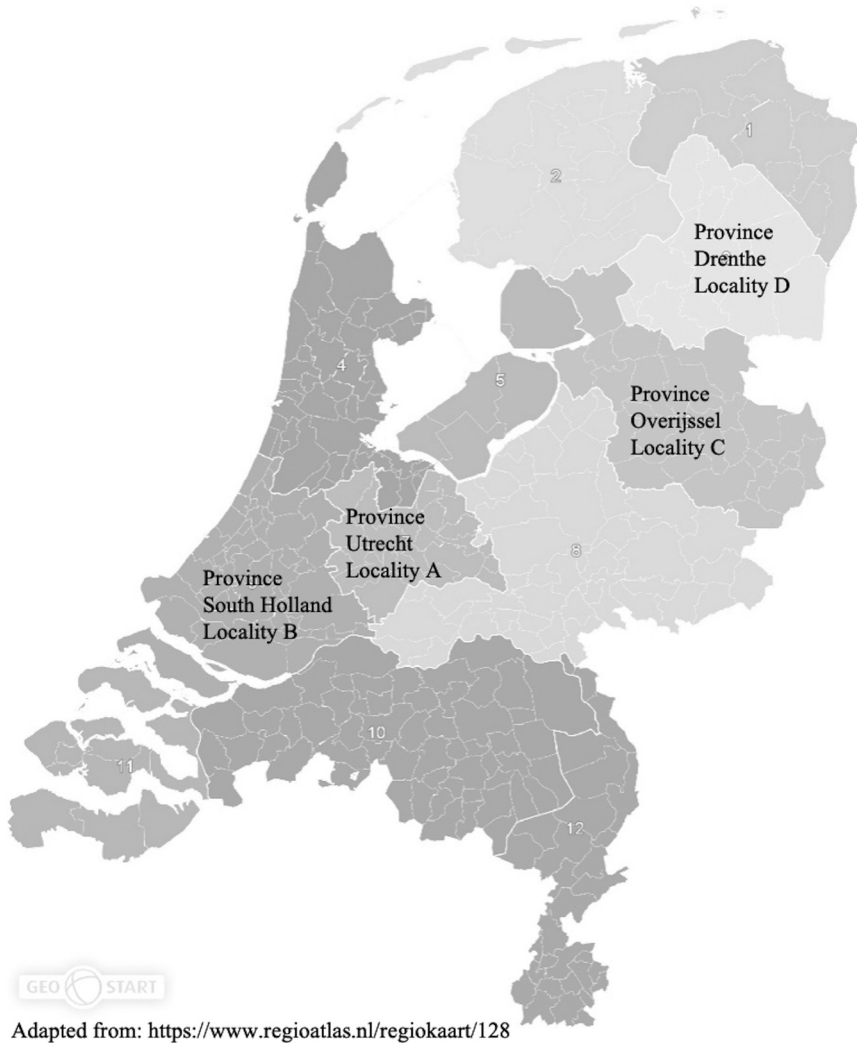 1
2
Province
Drenthe
Locality D
4
5
Province
Overijssel
Locality C
Province
Utrecht
Locality A
8
Province
South Holland
Locality B
10
11
12
GEO START
Adapted from: https://www.regioatlas.nl/regiokaart/128